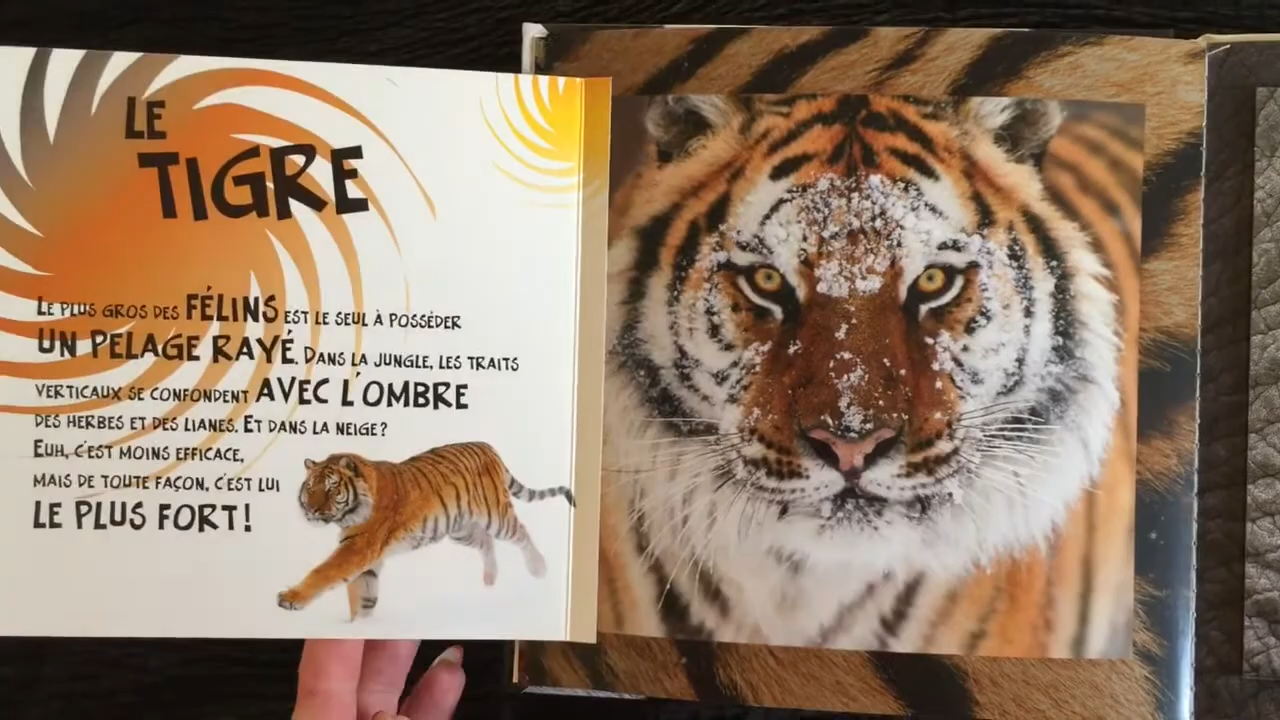 LE
TIGRE
LE PLUS GROS DES FÉLINS EST LE SEUL À POSSÉDER
UN PELAGE RAYÉ. DANS LA JUNGLE, LES TRAITS
VERTICAUX SE CONFONDENT AVEC L'OMBRE
DES HERBES ET DES LIANES. ET DANS LA NEIGE?
EUH, C'EST MOINS EFFICACE,
MAIS DE TOUTE FAÇON, C'EST LUI
LE PLUS FORT!